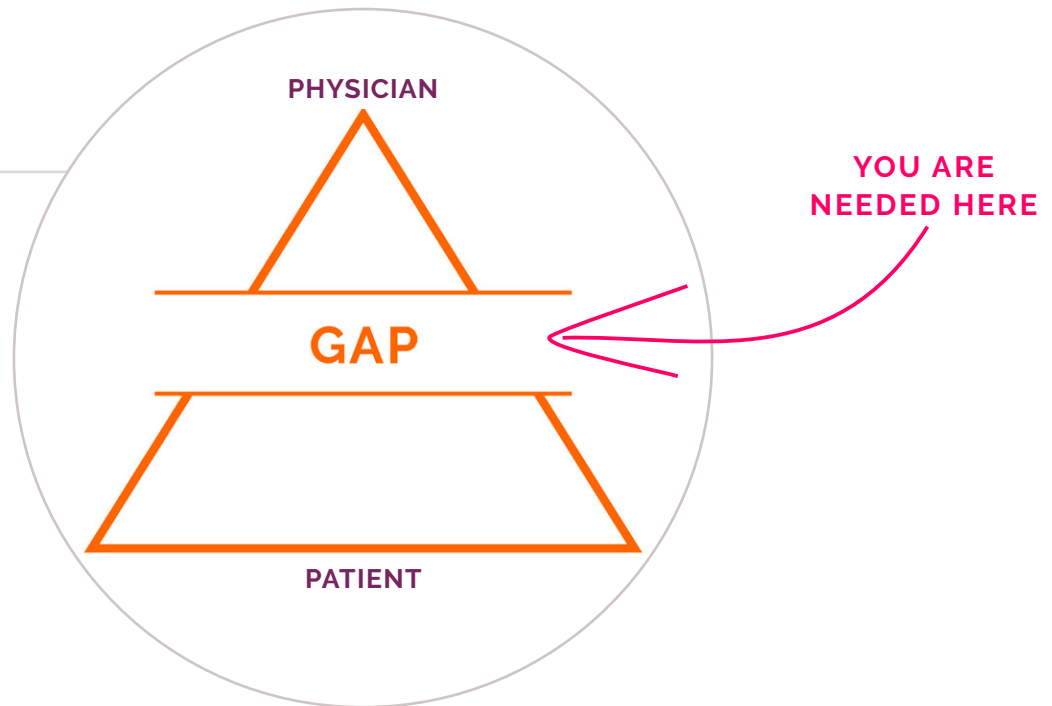 PHYSICIAN
YOU ARE
NEEDED HERE
GAP
PATIENT